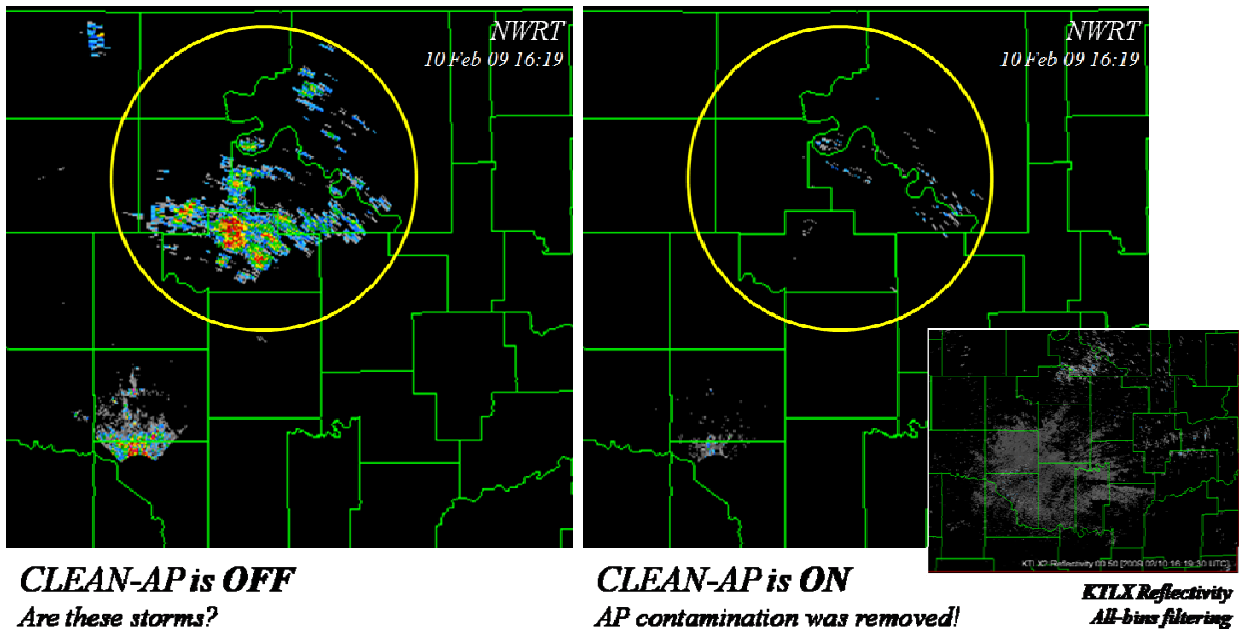 NWRT
10 Feb 09 16:19
NWRT
10 Feb 09 16:19
CLEAN-AP is OFF
Are these storms?
CLEAN-AP is ON
AP contamination was removed!
KTLX Reflectivity
All-bins filtering